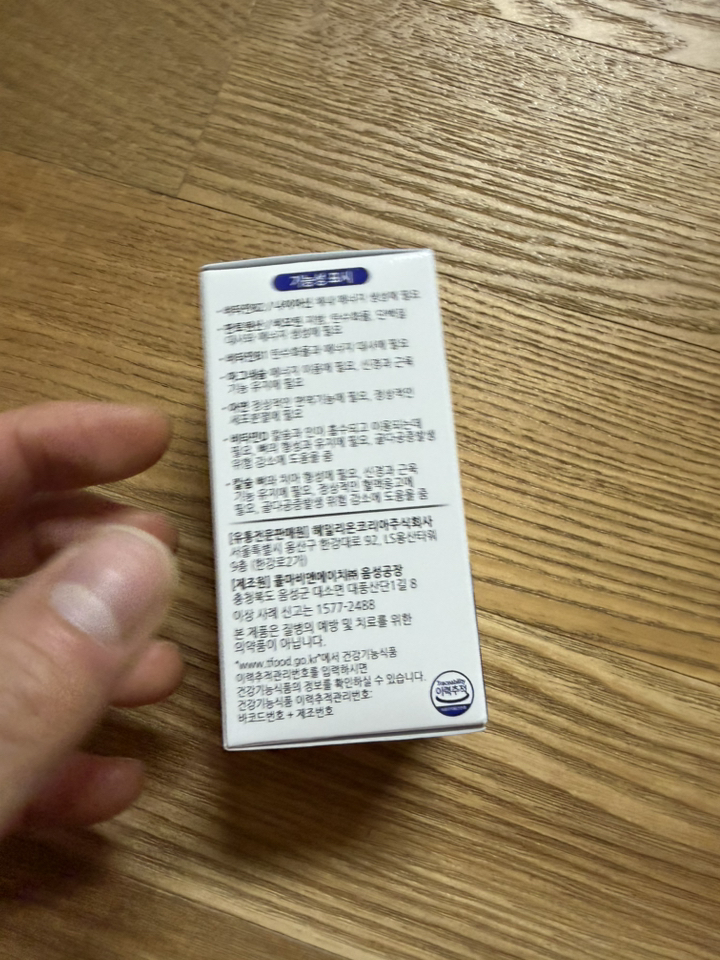 기능성 표시
- 비타민B2 / 나이아신 체내 에너지 생성에 필요
- 판토텐산 / 비오틴 지방, 탄수화물, 단백질
대사와 에너지 생성에 필요
- 비타민B1 탄수화물과 에너지 대사에 필요
- 마그네슘 에너지 이용에 필요, 신경과 근육
기능 유지에 필요
- 아연 정상적인 면역기능에 필요, 정상적인
세포분열에 필요
- 비타민D 칼슘과 인이 흡수되고 이용되는데
필요, 뼈의 형성과 유지에 필요, 골다공증발생
위험 감소에 도움을 줌
- 칼슘 뼈와 치아 형성에 필요, 신경과 근육
기능 유지에 필요, 정상적인 혈액응고에
필요, 골다공증발생 위험 감소에 도움을 줌
[유통전문판매원] 헤일리온코리아주식회사
서울특별시 용산구 한강대로 92, LS용산타워
9층 (한강로2가)
[제조원] 콜마비앤에이치㈜ 음성공장
충청북도 음성군 대소면 대풍산단1길 8
이상 사례 신고는 1577-2488
본 제품은 질병의 예방 및 치료를 위한
의약품이 아닙니다.
"www.tfood.go.kr"에서 건강기능식품
이력추적관리번호를 입력하시면
건강기능식품의 정보를 확인하실 수 있습니다.
건강기능식품 이력추적관리번호:
바코드번호 + 제조번호
Traceability
이력추적